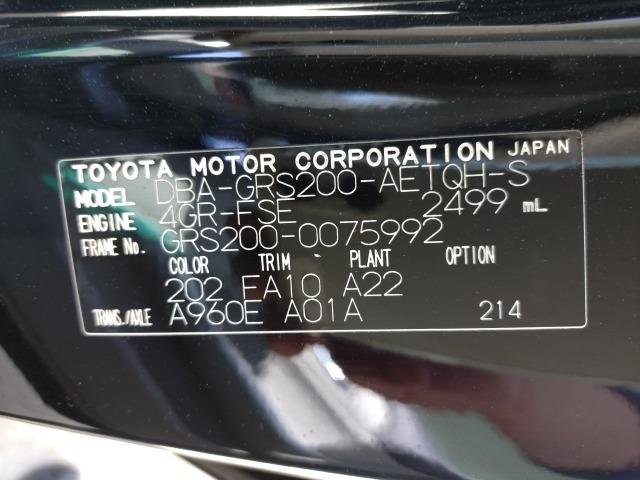 TOYOTA MOTOR CORPORATION JAPAN
MODEL DBA-GRS200-AETQH-S
ENGINE 4GR-FSE 2499 mL
FRAME No. GRS200-0075992
COLOR TRIM PLANT OPTION
202 FA10 A22
TRANS./AXLE A960E A01A 214